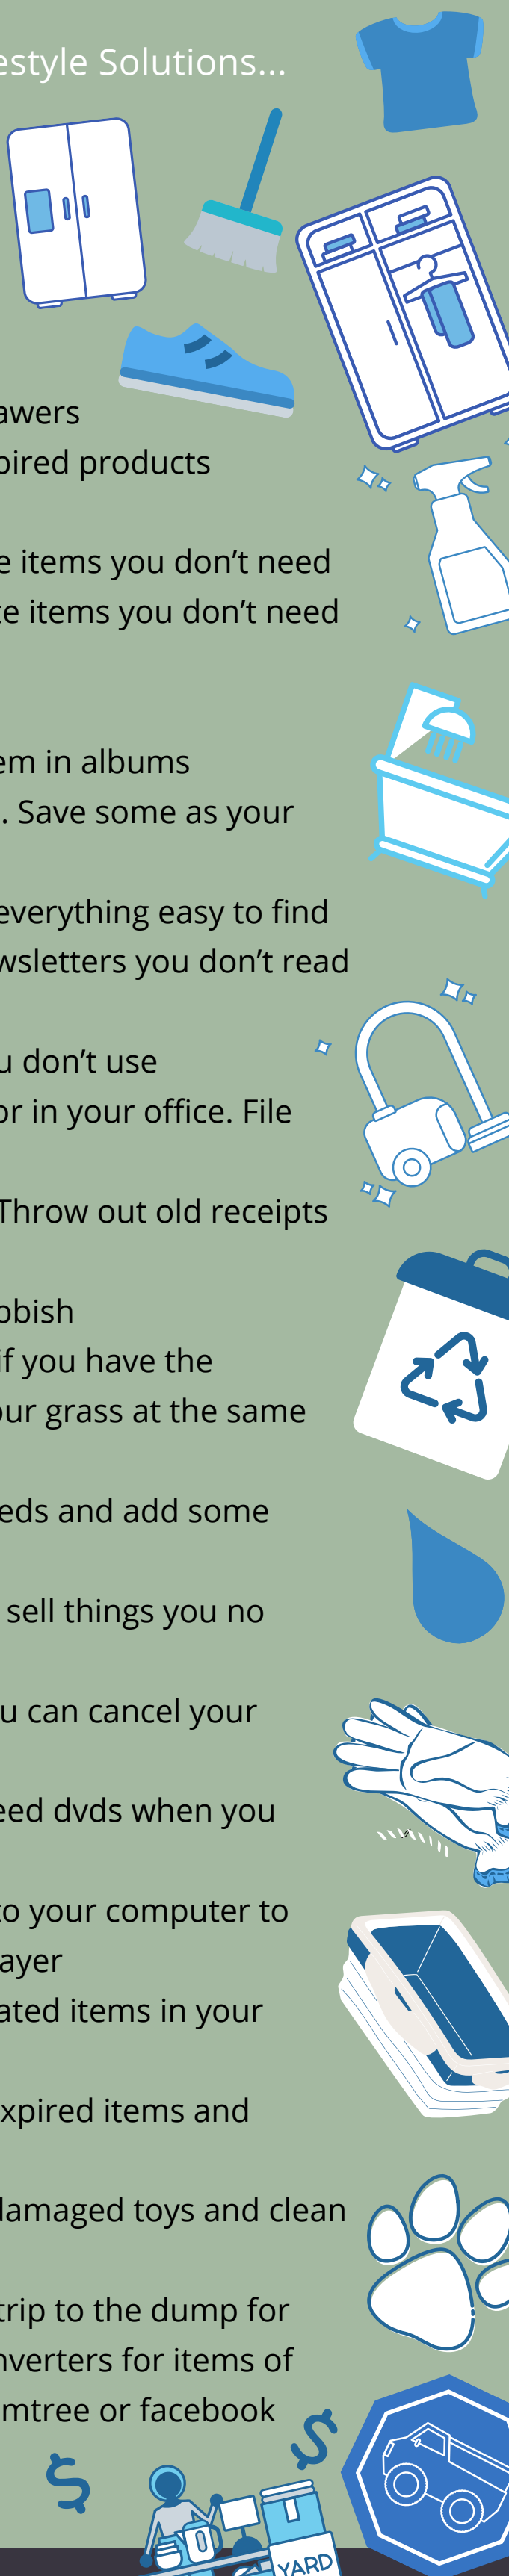 estyle Solutions...
awers
pired products
e items you don't need
te items you don't need
em in albums
. Save some as your
everything easy to find
wsletters you don't read
u don't use
or in your office. File
Throw out old receipts
bbish
if you have the
our grass at the same
eds and add some
sell things you no
u can cancel your
eed dvds when you
to your computer to
ayer
ated items in your
xpired items and
damaged toys and clean
trip to the dump for
nverters for items of
mtree or facebook
$
$
YARD